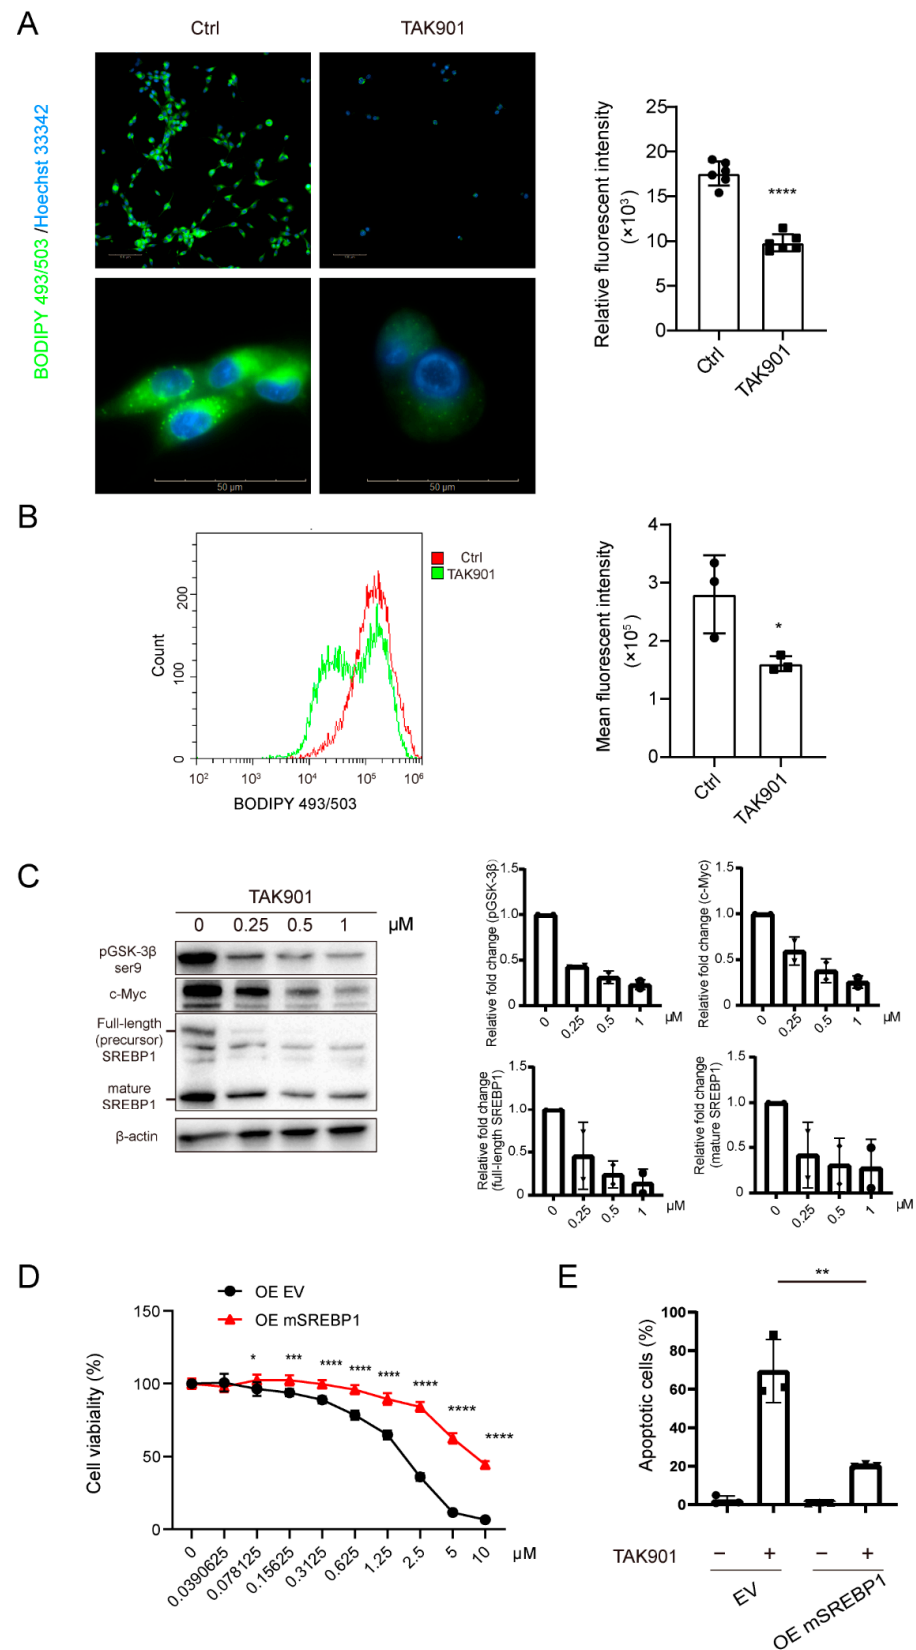 A
Ctrl
TAK901
BODIPY 493/503 /Hoechst 33342
50 μm
50 μm
Relative fluorescent intensity
(×10³)
25
20
15
10
5
0
****
Ctrl
TAK901
B
Count
200
100
0
10² 10³ 10⁴ 10⁵ 10⁶
BODIPY 493/503
Ctrl
TAK901
Mean fluorescent intensity
(×10⁵ )
4
3
2
1
0
*
Ctrl
TAK901
C
TAK901
0 0.25 0.5 1 μM
pGSK-3β
ser9
c-Myc
Full-length
(precursor)
SREBP1
mature
SREBP1
β-actin
Relative fold change (pGSK-3β)
1.5
1.0
0.5
0
0 0.25 0.5 1 μM
Relative fold change (c-Myc)
1.5
1.0
0.5
0
0 0.25 0.5 1 μM
Relative fold change
(full-length SREBP1)
1.5
1.0
0.5
0
0 0.25 0.5 1 μM
Relative fold change
(mature SREBP1)
1.5
1.0
0.5
0
0 0.25 0.5 1 μM
D
OE EV
OE mSREBP1
Cell viabiality (%)
150
100
50
0
* *** **** **** **** **** **** ****
0 0.0390625 0.078125 0.15625 0.3125 0.625 1.25 2.5 5 10 μM
E
**
Apoptotic cells (%)
100
80
60
40
20
0
TAK901 − + − +
EV
OE mSREBP1